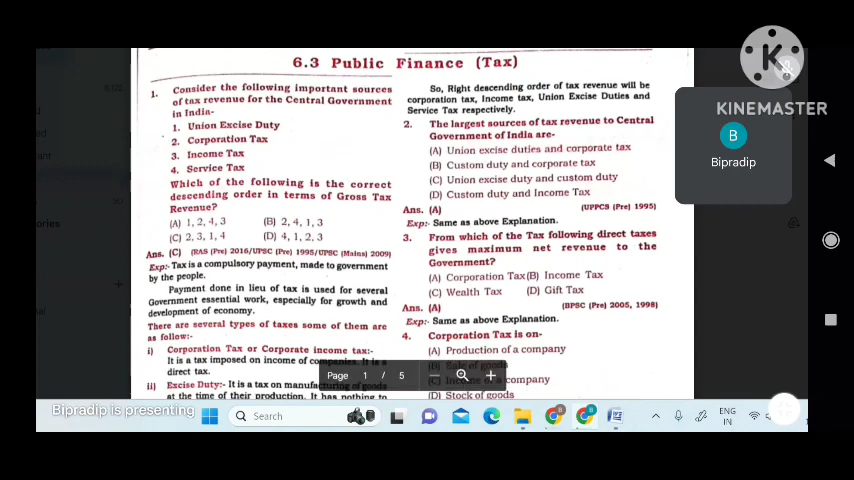 6.3 Public Finance (Tax)
1. Consider the following important sources
of tax revenue for the Central Government
in India-
1. Union Excise Duty
2. Corporation Tax
3. Income Tax
4. Service Tax
Which of the following is the correct
descending order in terms of Gross Tax
Revenue?
(A) 1, 2, 4, 3 (B) 2, 4, 1, 3
(C) 2, 3, 1, 4 (D) 4, 1, 2, 3
Ans. (C) (RAS (Pre) 2016/UPSC (Pre) 1995/UPSC (Mains) 2009)
Exp:- Tax is a compulsory payment, made to government
by the people.
Payment done in lieu of tax is used for several
Government essential work, especially for growth and
development of economy.
There are several types of taxes some of them are
as follow:-
i) Corporation Tax or Corporate income tax:-
It is a tax imposed on income of companies. It is a
direct tax.
ii) Excise Duty:- It is a tax on manufacturing of goods
at the time of their production. It has nothing to
So, Right descending order of tax revenue will be
corporation tax, Income tax, Union Excise Duties and
Service Tax respectively.
2. The largest sources of tax revenue to Central
Government of India are-
(A) Union excise duties and corporate tax
(B) Custom duty and corporate tax
(C) Union excise duty and custom duty
(D) Custom duty and Income Tax
Ans. (A) (UPPCS (Pre) 1995)
Exp:- Same as above Explanation.
3. From which of the Tax following direct taxes
gives maximum net revenue to the
Government?
(A) Corporation Tax (B) Income Tax
(C) Wealth Tax (D) Gift Tax
Ans. (A) (BPSC (Pre) 2005, 1998)
Exp:- Same as above Explanation.
4. Corporation Tax is on-
(A) Production of a company
(B) Sale of goods
(C) Income of a company
(D) Stock of goods
Page 1 / 5
K
KINEMASTER
B
Bipradip
Bipradip is presenting
Search
ENG
IN